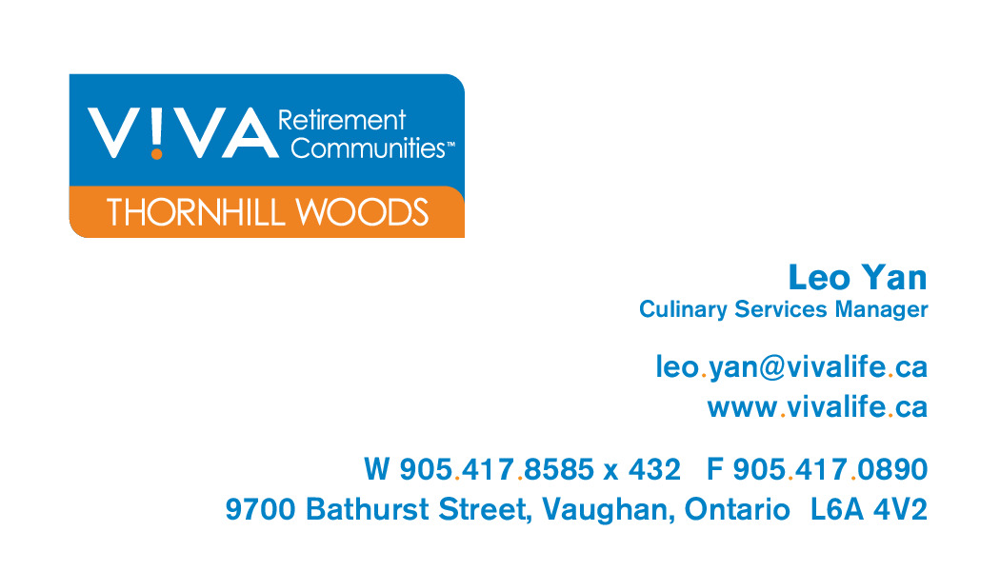 V!VA Retirement
Communities™
THORNHILL WOODS
Leo Yan
Culinary Services Manager
leo.yan@vivalife.ca
www.vivalife.ca
W 905.417.8585 x 432 F 905.417.0890
9700 Bathurst Street, Vaughan, Ontario L6A 4V2